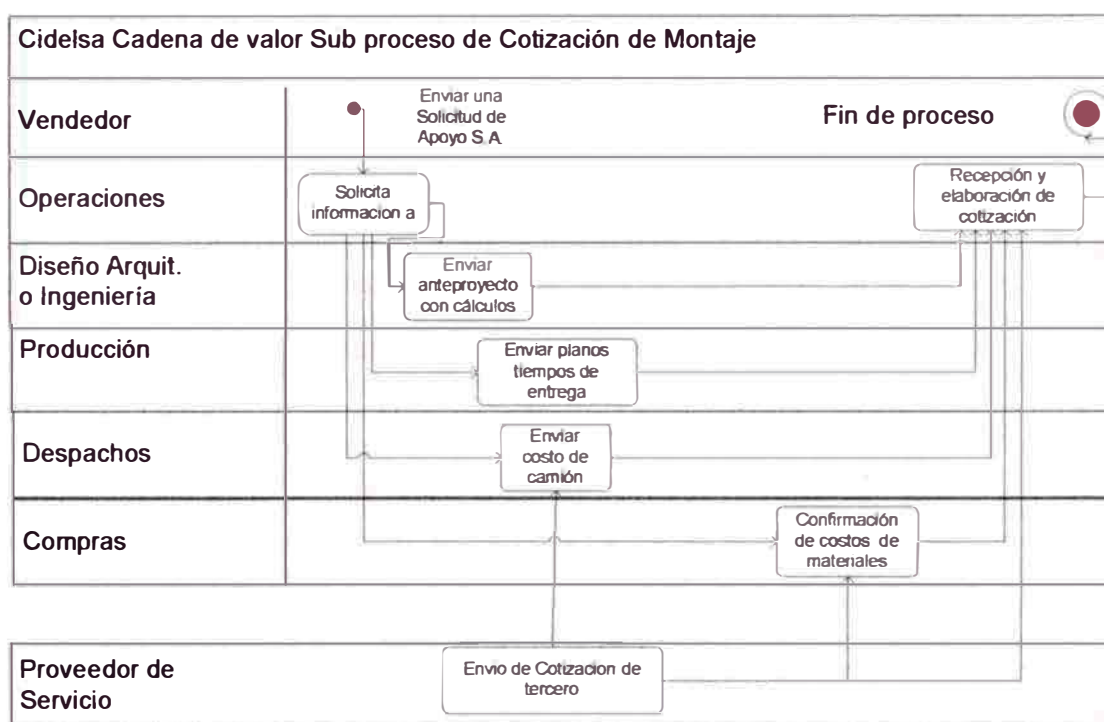 Cidelsa Cadena de valor Sub proceso de Cotización de Montaje
Vendedor
Enviar una
Solicitud de
Apoyo S.A
Fin de proceso
Operaciones
Solicita
informacion a
Recepción y
elaboración de
cotización
Diseño Arquit.
o Ingeniería
Enviar
anteproyecto
con cálculos
Producción
Enviar planos
tiempos de
entrega
Despachos
Enviar
costo de
camión
Compras
Confirmación
de costos de
materiales
Proveedor de
Servicio
Envio de Cotizacion de
tercero